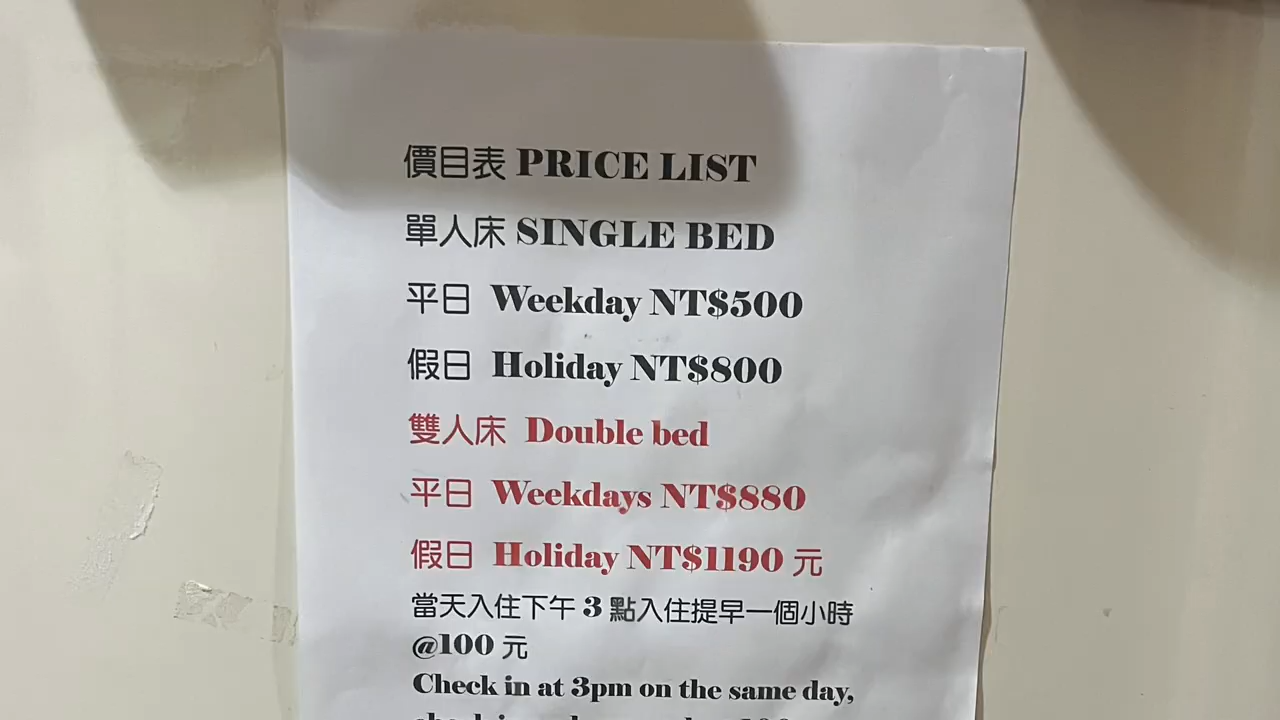 價目表 PRICE LIST
單人床 SINGLE BED
平日 Weekday NT$500
假日 Holiday NT$800
雙人床 Double bed
平日 Weekdays NT$880
假日 Holiday NT$1190 元
當天入住下午 3 點入住提早一個小時
@100 元
Check in at 3pm on the same day,